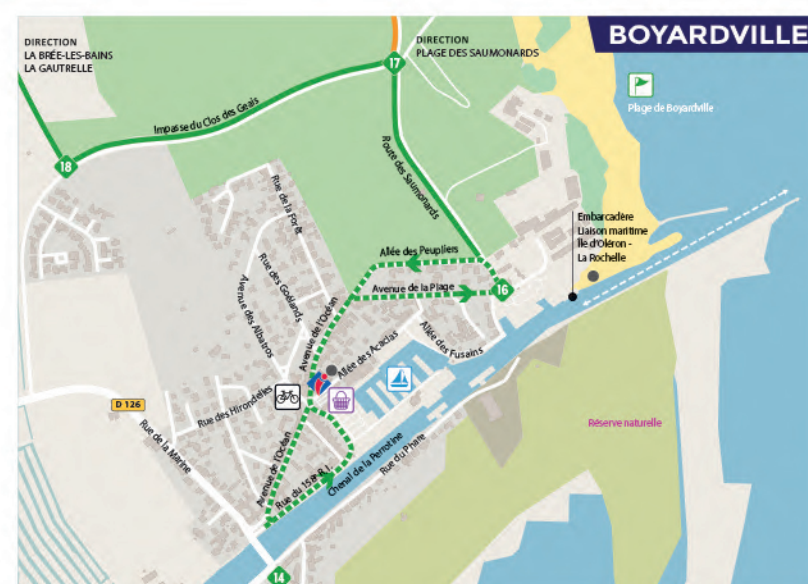 BOYARDVILLE
DIRECTION
LA BRÉE-LES-BAINS
LA GAUTRELLE
DIRECTION
PLAGE DES SAUMONARDS
17
Plage de Boyardville
Impasse du Clos des Geais
18
Route des Saumonards
Rue de la Forêt
Embarcadère
Liaison maritime
île d'Oléron -
La Rochelle
Allée des Peupliers
Rue des Goélands
Avenue des Albatros
Avenue de la Plage
16
Avenue de l'Océan
Allée des Acacias
Allée des Fusains
D 126
Rue des Hirondelles
Rue de la Marine
Réserve naturelle
Avenue de l'Océan
Rue du 158e R.I.
Chenal de la Perrotine
Rue du Phare
14